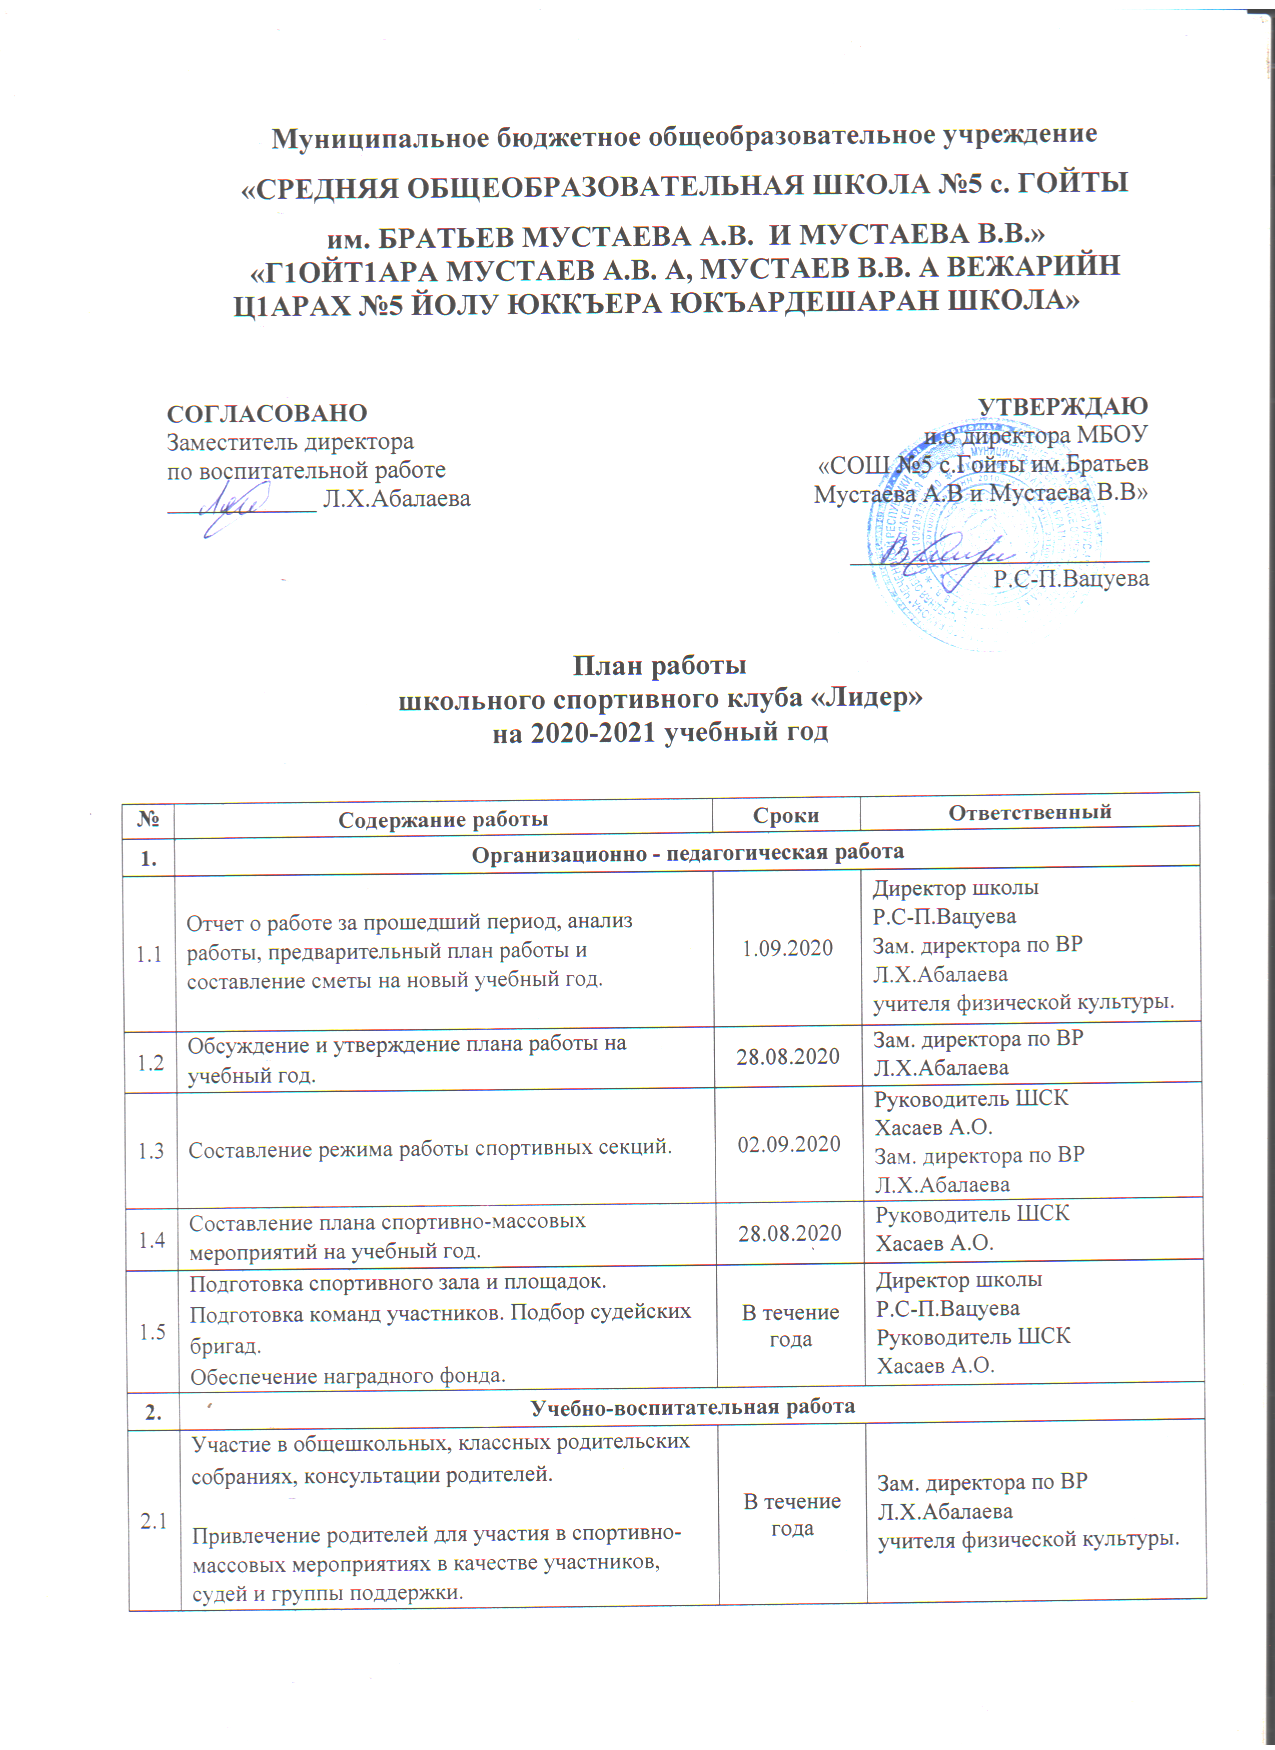 Муниципальное бюджетное общеобразовательное учреждение
«СРЕДНЯЯ ОБЩЕОБРАЗОВАТЕЛЬНАЯ ШКОЛА №5 с. ГОЙТЫ
им. БРАТЬЕВ МУСТАЕВА А.В. И МУСТАЕВА В.В.»
«Г1ОЙТ1АРА МУСТАЕВ А.В. А, МУСТАЕВ В.В. А ВЕЖАРИЙН
Ц1АРАХ №5 ЙОЛУ ЮККЪЕРА ЮКЪАРДЕШАРАН ШКОЛА»
СОГЛАСОВАНО
Заместитель директора
по воспитательной работе
____________ Л.Х.Абалаева
УТВЕРЖДАЮ
и.о директора МБОУ
«СОШ №5 с.Гойты им.Братьев
Мустаева А.В и Мустаева В.В»
Р.С-П.Вацуева
План работы
школьного спортивного клуба «Лидер»
на 2020-2021 учебный год
№ Содержание работы Сроки Ответственный
1. Организационно - педагогическая работа
1.1
Отчет о работе за прошедший период, анализ
работы, предварительный план работы и
составление сметы на новый учебный год.
1.09.2020
Директор школы
Р.С-П.Вацуева
Зам. директора по ВР
Л.Х.Абалаева
учителя физической культуры.
1.2
Обсуждение и утверждение плана работы на
учебный год.
28.08.2020
Зам. директора по ВР
Л.Х.Абалаева
1.3
Составление режима работы спортивных секций.
02.09.2020
Руководитель ШСК
Хасаев А.О.
Зам. директора по ВР
Л.Х.Абалаева
1.4
Составление плана спортивно-массовых
мероприятий на учебный год.
28.08.2020
Руководитель ШСК
Хасаев А.О.
1.5
Подготовка спортивного зала и площадок.
Подготовка команд участников. Подбор судейских
бригад.
Обеспечение наградного фонда.
В течение
года
Директор школы
Р.С-П.Вацуева
Руководитель ШСК
Хасаев А.О.
2. Учебно-воспитательная работа
2.1
Участие в общешкольных, классных родительских
собраниях, консультации родителей.
Привлечение родителей для участия в спортивно-
массовых мероприятиях в качестве участников,
судей и группы поддержки.
В течение
года
Зам. директора по ВР
Л.Х.Абалаева
учителя физической культуры.